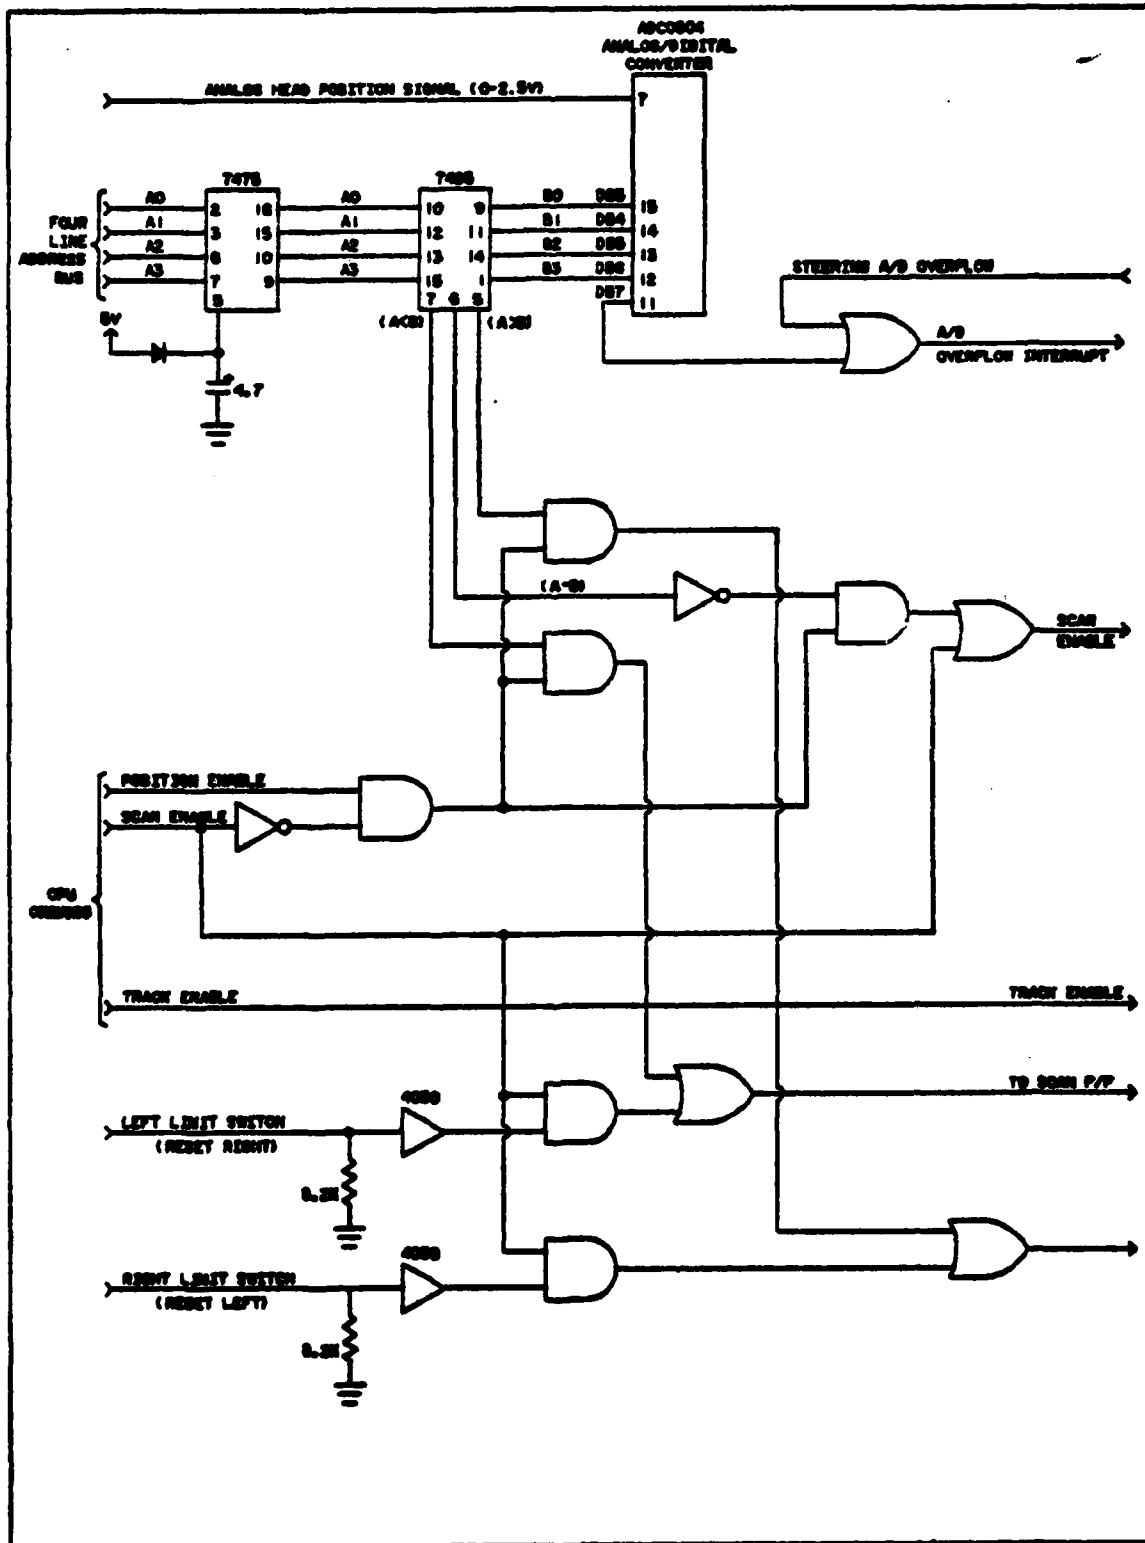 ADC0804
ANALOG/DIGITAL
CONVERTER
ANALOG HEAD POSITION SIGNAL (0-2.5V)
7
7475
7485
FOUR
LINE
ADDRESS
BUS
A0
A1
A2
A3
2
3
6
7
5
16
15
10
9
A0
A1
A2
A3
10
12
13
15
7
6
5
9
11
14
1
B0
B1
B2
B3
DB4
DB5
DB6
DB7
15
14
13
12
11
(A<B)
(A>B)
5V
4.7
STEERING A/D OVERFLOW
A/D
OVERFLOW INTERRUPT
(A=B)
SCAN
ENABLE
POSITION ENABLE
SCAN ENABLE
CPU
COMMANDS
TRACK ENABLE
TRACK ENABLE
TO SCAN F/F
LEFT LIMIT SWITCH
(RESET RIGHT)
4050
RIGHT LIMIT SWITCH
(RESET LEFT)
4050